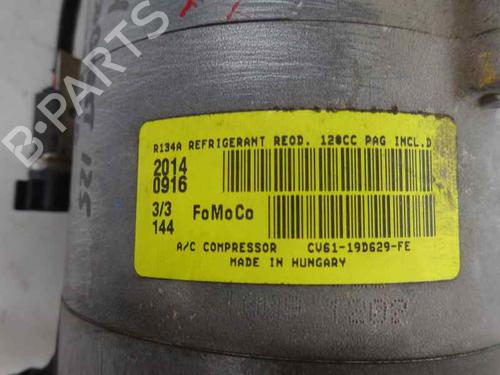 R134A REFRIGERANT REQD. 120CC PAG INCL.D
2014
0916
3/3
144
FoMoCo
A/C COMPRESSOR CV61-19D629-FE
MADE IN HUNGARY
B-PARTS